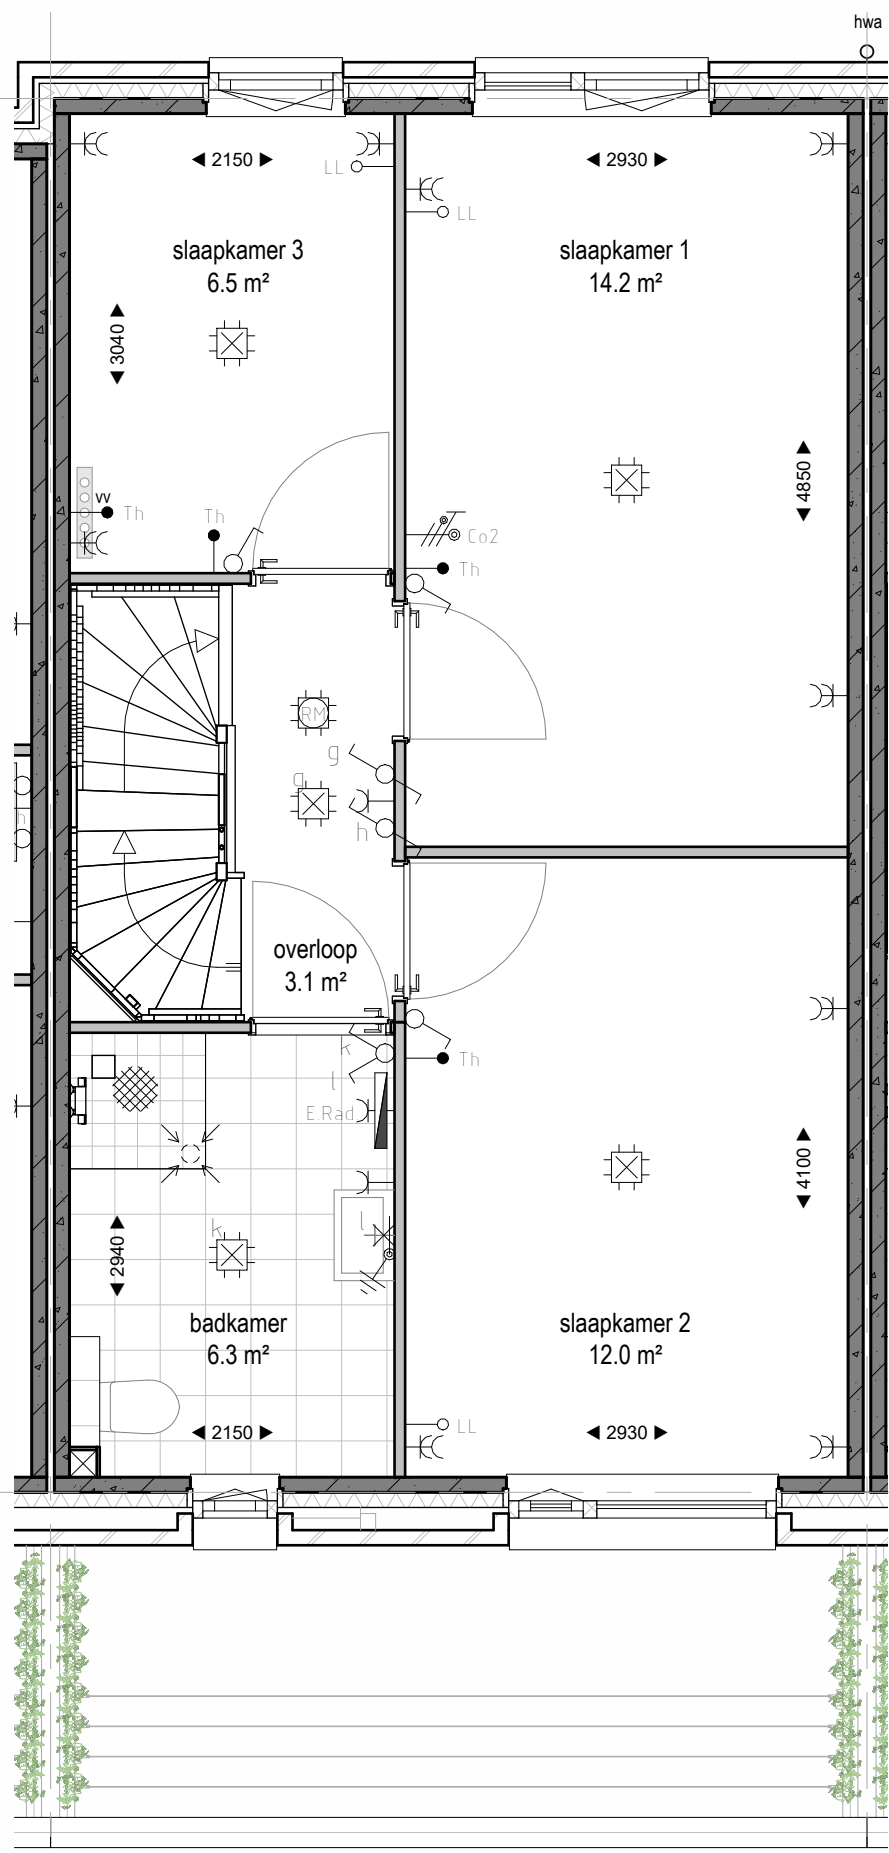 hwa
◄ 2150 ►
◄ 2930 ►
LL
LL
slaapkamer 3
6.5 m²
slaapkamer 1
14.2 m²
◄ 3040 ►
◄ 4850 ►
vv
Th
Th
Co2
Th
RM
g
g
h
overloop
3.1 m²
k
l
Th
E.Rad
◄ 4100 ►
k
l
◄ 2940 ►
badkamer
6.3 m²
slaapkamer 2
12.0 m²
◄ 2150 ►
LL
◄ 2930 ►